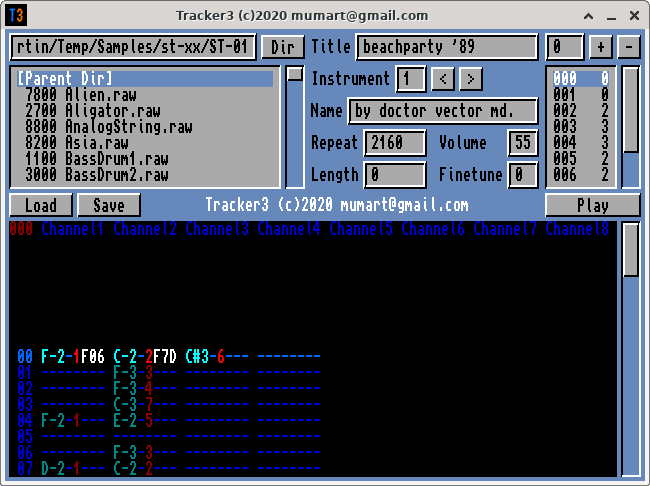 T3 Tracker3 (c)2020 mumart@gmail.com
rtin/Temp/Samples/st-xx/ST-01 Dir Title beachparty '89 0 + -
[Parent Dir] Instrument 1 < > 000 0
7800 Alien.raw 001 0
2700 Alligator.raw Name by doctor vector md. 002 2
8800 AnalogString.raw 003 3
8200 Asia.raw Repeat 2160 Volume 55 004 3
1100 BassDrum1.raw 005 2
3000 BassDrum2.raw Length 0 Finetune 0 006 2
Load Save Tracker3 (c)2020 mumart@gmail.com Play
000 Channel1 Channel2 Channel3 Channel4 Channel5 Channel6 Channel7 Channel8
00 F-2-1F06 C-2-2F7D C#3-6--- --------
01 -------- F-3-3--- -------- --------
02 -------- F-3-4--- -------- --------
03 -------- C-3-7--- -------- --------
04 F-2-1--- E-2-5--- -------- --------
05 -------- -------- -------- --------
06 -------- F-3-3--- -------- --------
07 D-2-1--- C-2-2--- -------- --------